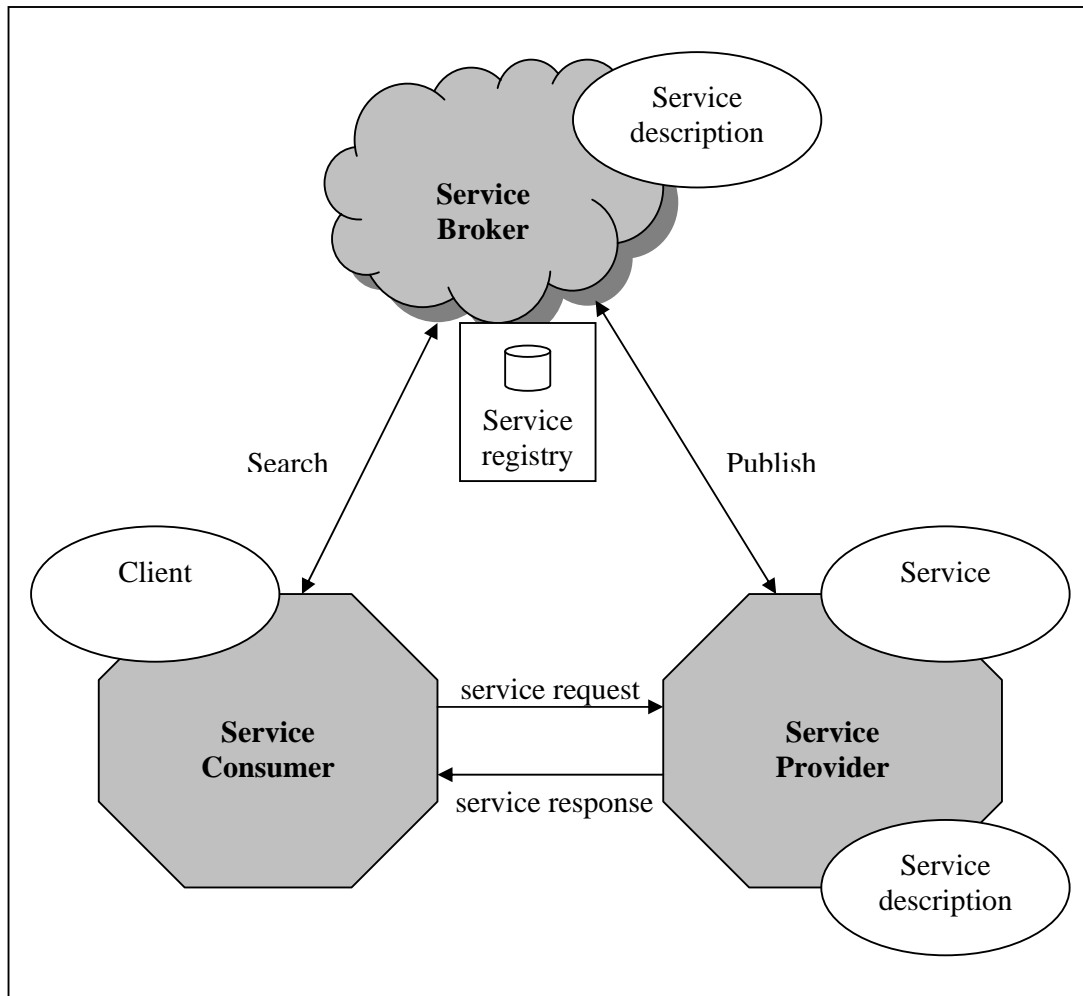 Service
description
Service
Broker
Service
registry
Search
Publish
Client
Service
service request
Service
Consumer
Service
Provider
service response
Service
description